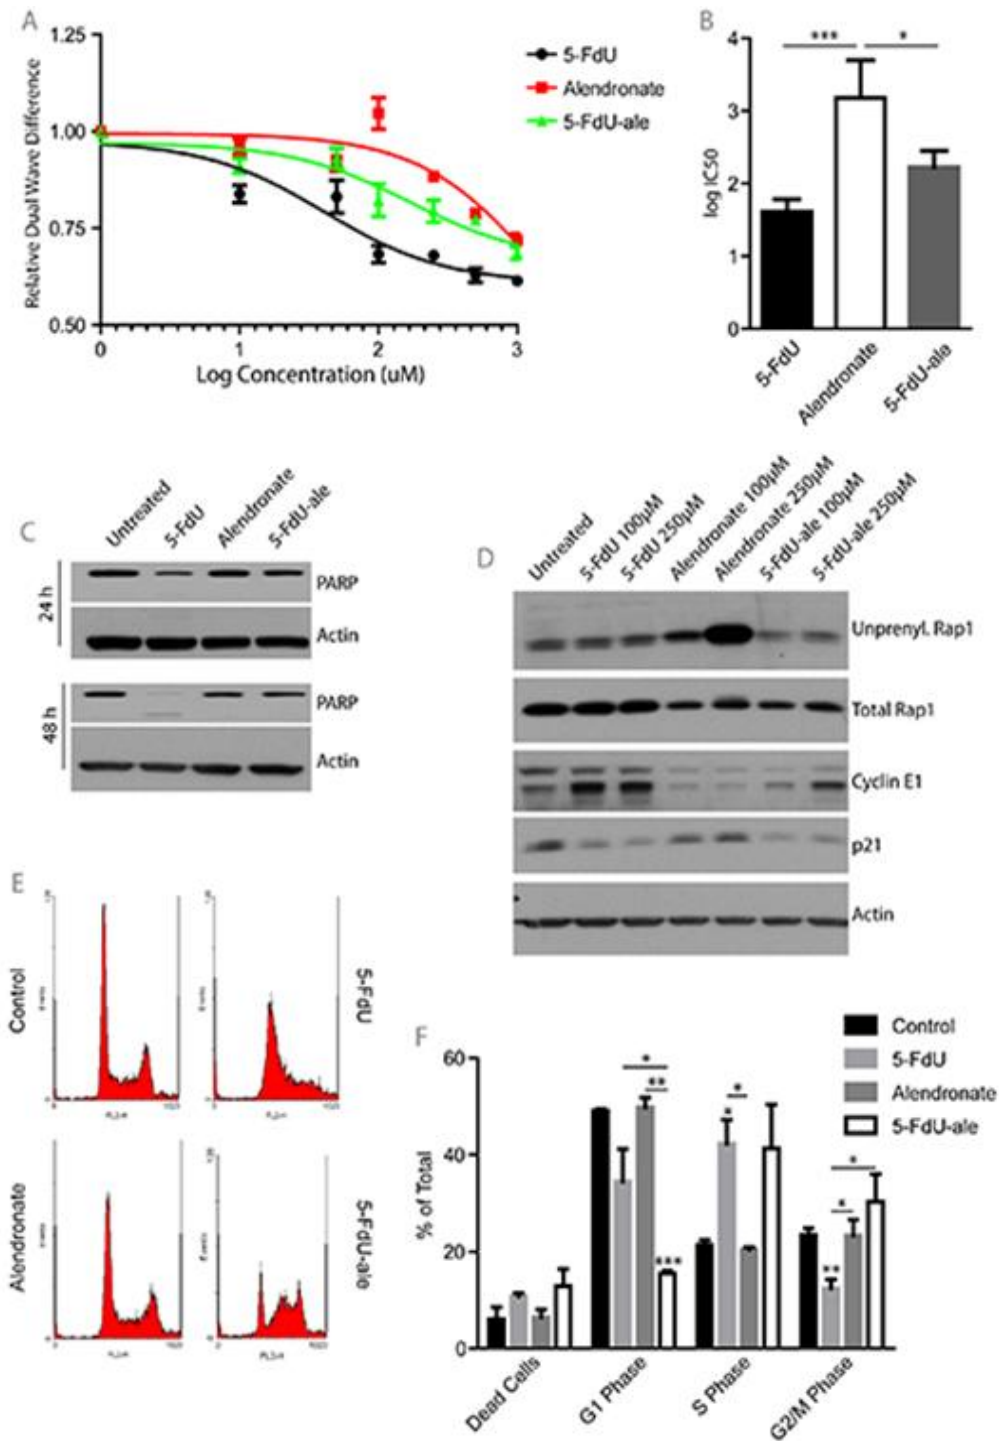 A
1.25
1.00
0.75
0.50
Relative Dual Wave Difference
0
1
2
3
Log Concentration (uM)
5-FdU
Alendronate
5-FdU-ale
B
4
3
2
1
0
log IC50
***
*
5-FdU
Alendronate
5-FdU-ale
C
Untreated
5-FdU
Alendronate
5-FdU-ale
24 h
PARP
Actin
48 h
PARP
Actin
D
Untreated
5-FdU 100µM
5-FdU 250µM
Alendronate 100µM
Alendronate 250µM
5-FdU-ale 100µM
5-FdU-ale 250µM
Unprenyl. Rap1
Total Rap1
Cyclin E1
p21
Actin
E
Control
5-FdU
Alendronate
5-FdU-ale
F
Control
5-FdU
Alendronate
5-FdU-ale
60
40
20
0
% of Total
*
**
***
*
*
**
*
*
Dead Cells
G1 Phase
S Phase
G2/M Phase